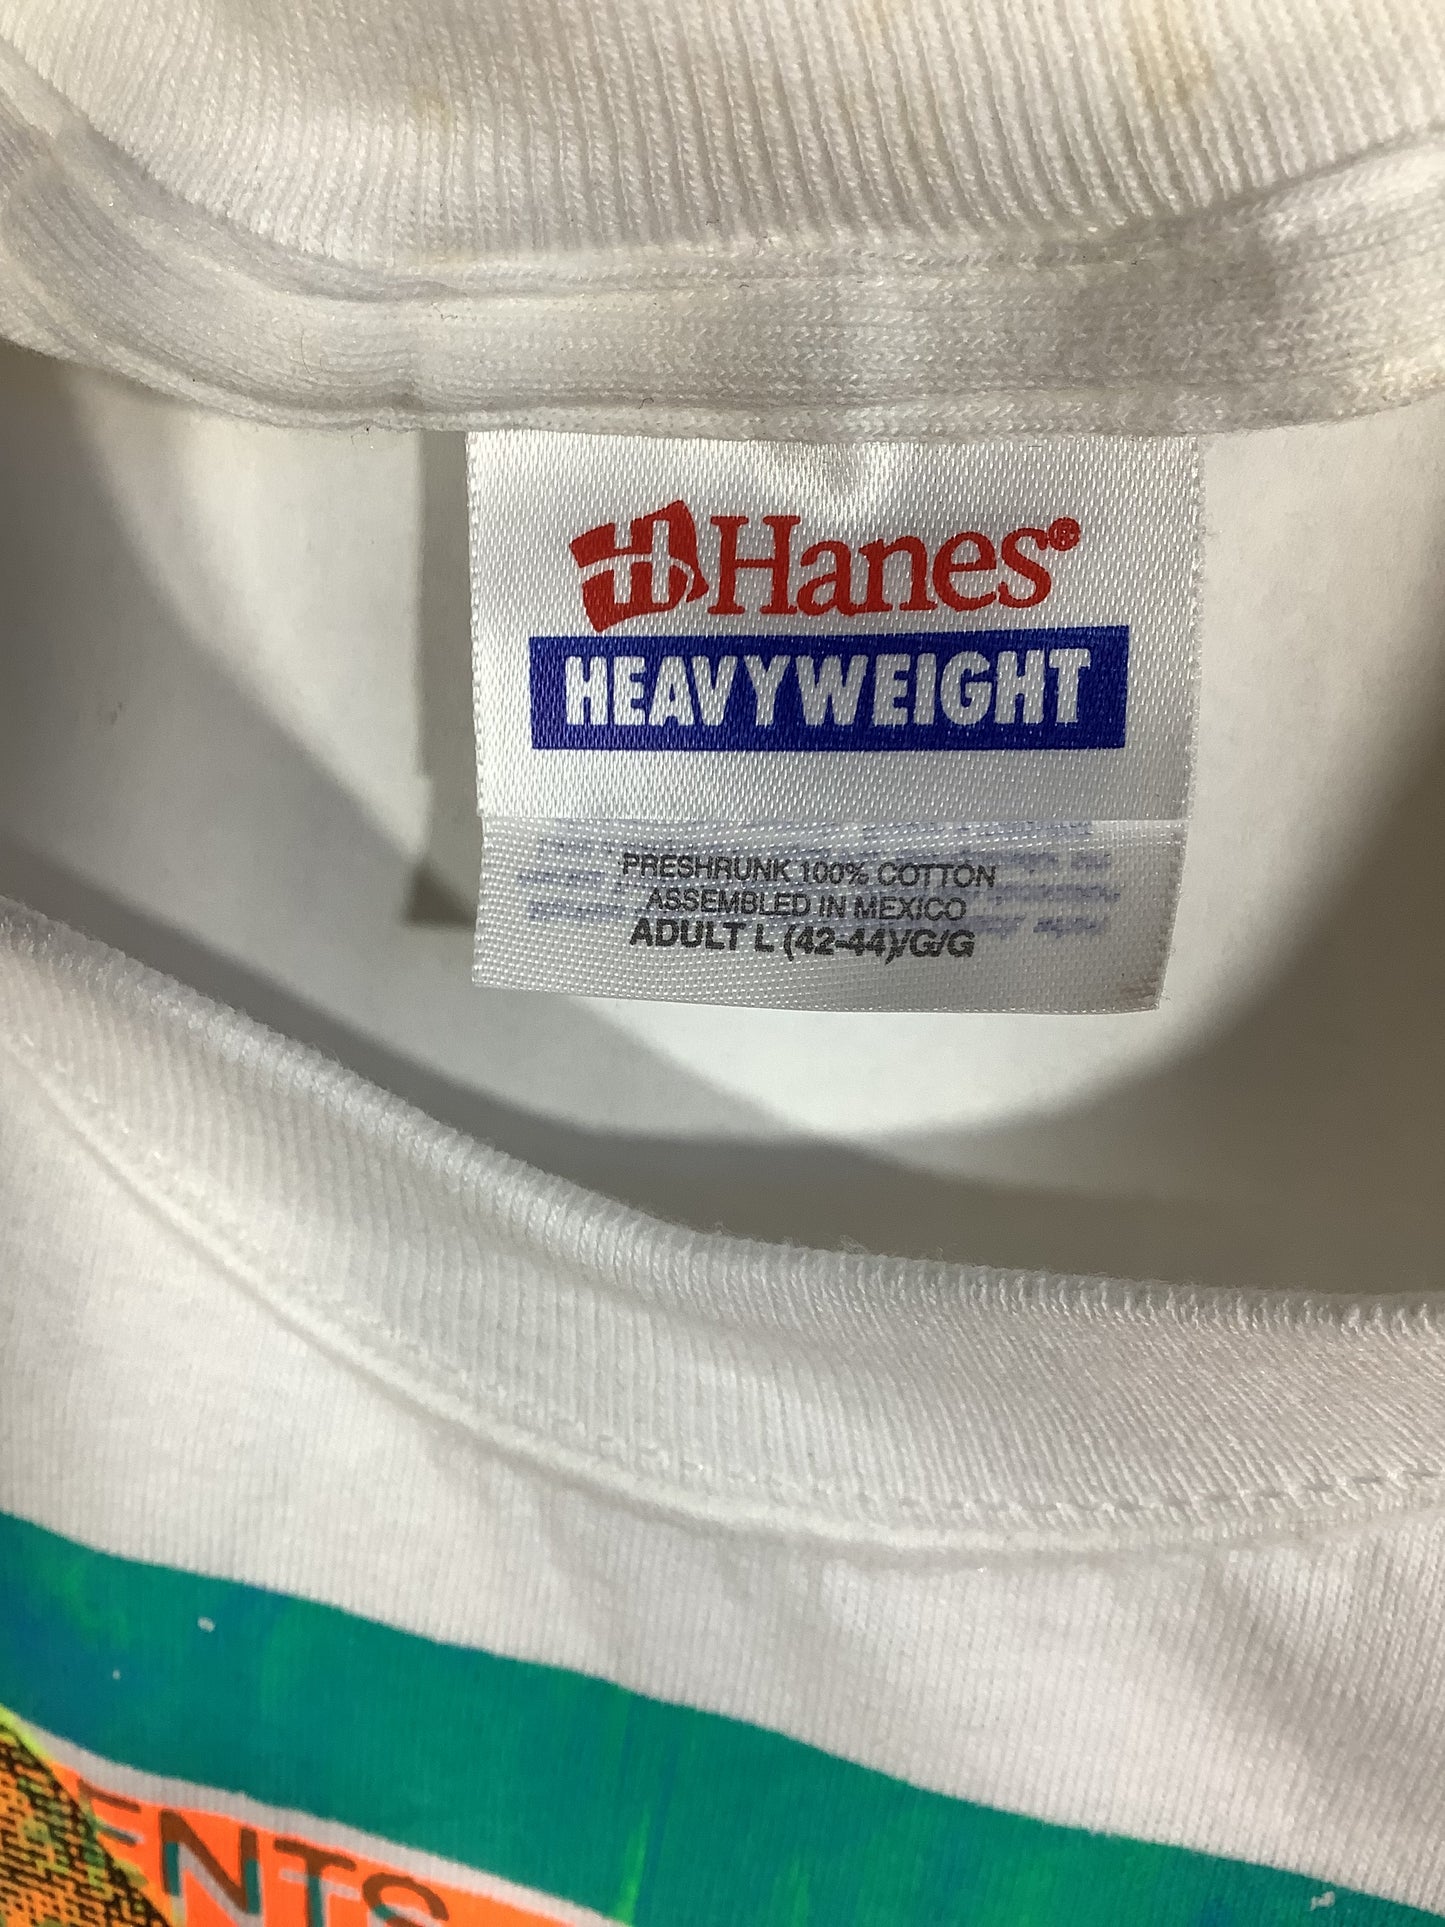 Hanes®
HEAVYWEIGHT
PRESHRUNK 100% COTTON
ASSEMBLED IN MEXICO
ADULT L (42-44)/G/G
ENTS